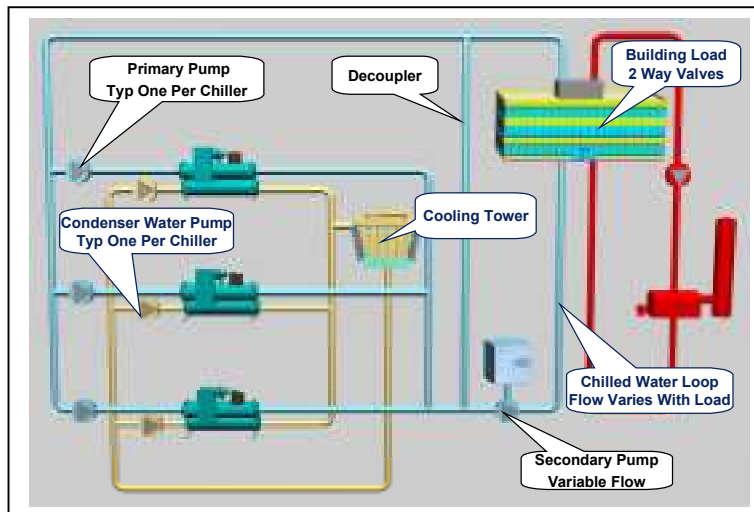 Primary Pump
Typ One Per Chiller
Decoupler
Building Load
2 Way Valves
Condenser Water Pump
Typ One Per Chiller
Cooling Tower
Chilled Water Loop
Flow Varies With Load
Secondary Pump
Variable Flow